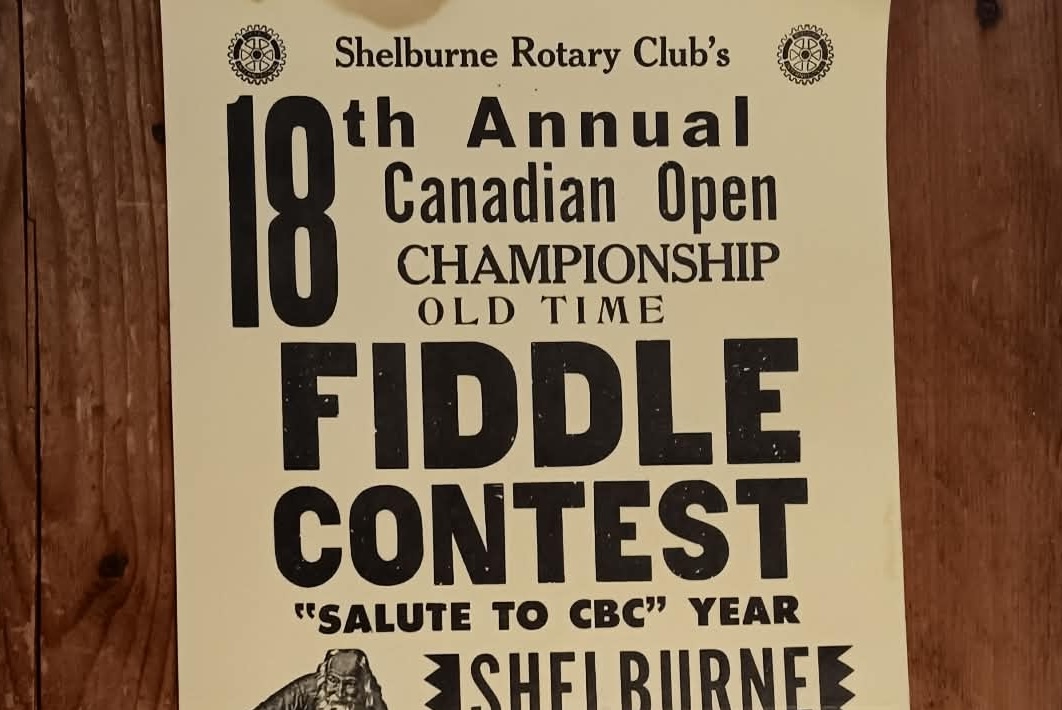 Shelburne Rotary Club's
18th Annual
Canadian Open
CHAMPIONSHIP
OLD TIME
FIDDLE
CONTEST
"SALUTE TO CBC" YEAR
SHELBURNE